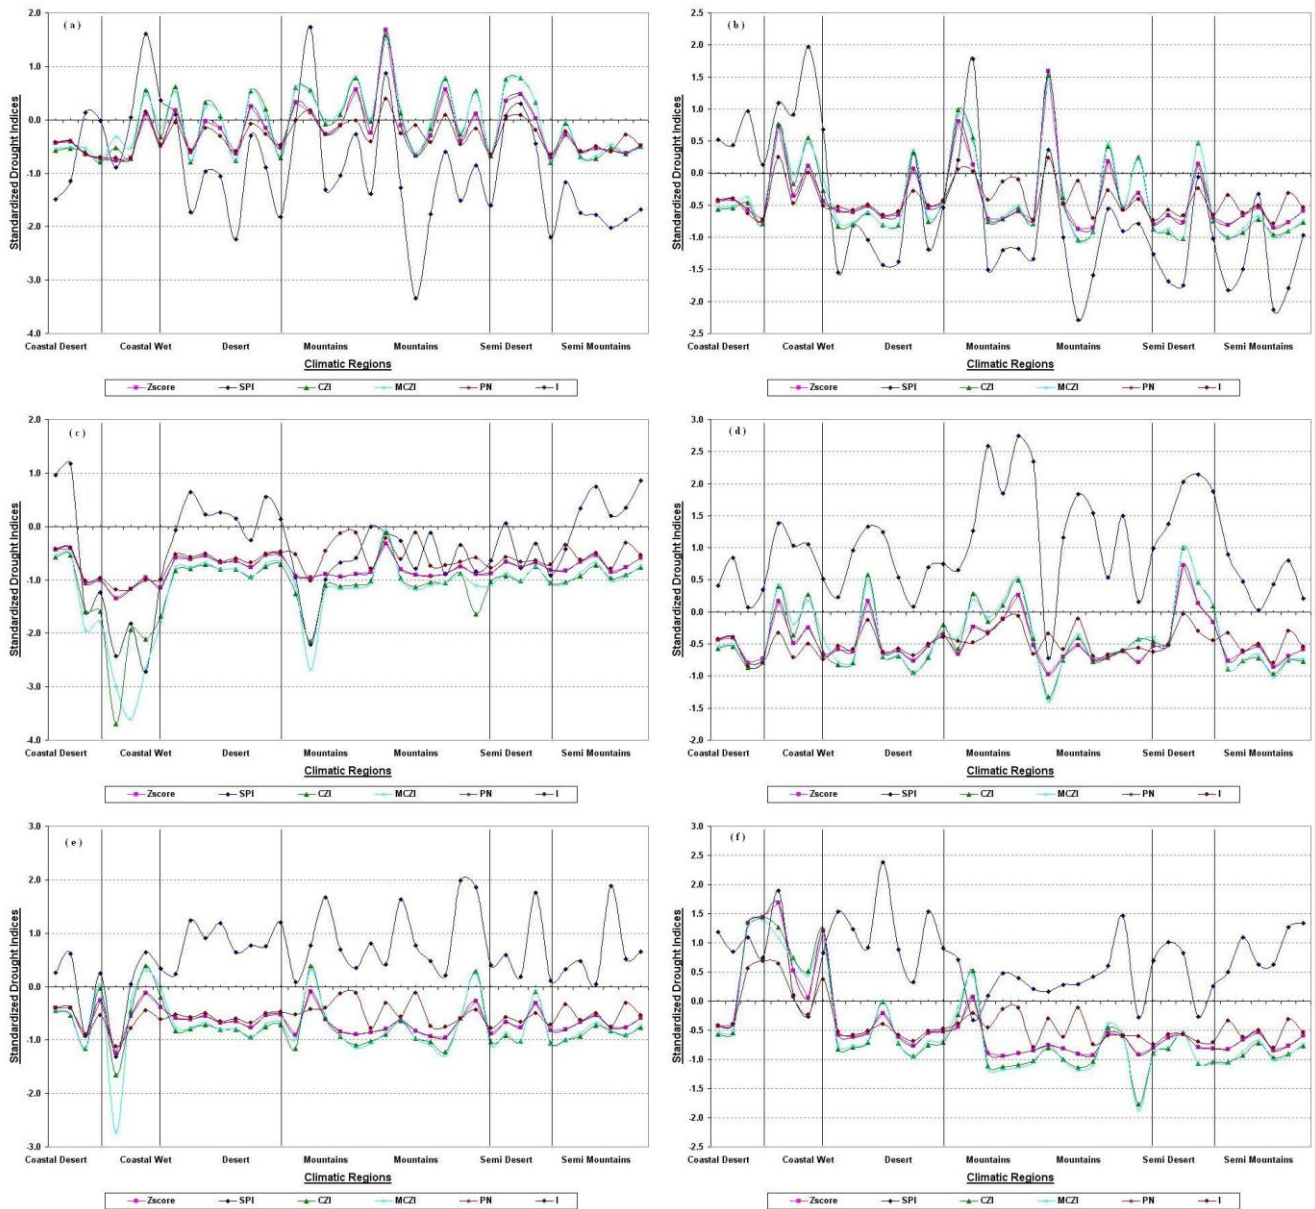 ( a )
2.0
1.0
0.0
-1.0
-2.0
-3.0
-4.0
Standardized Drought Indices
Coastal Desert Coastal Wet Desert Mountains Mountains Semi Desert Semi Mountains
Climatic Regions
Zscore SPI CZI MCZI PN I
( b )
2.5
2.0
1.5
1.0
0.5
0.0
-0.5
-1.0
-1.5
-2.0
-2.5
Standardized Drought Indices
Coastal Desert Coastal Wet Desert Mountains Mountains Semi Desert Semi Mountains
Climatic Regions
Zscore SPI CZI MCZI PN I
( c )
2.0
1.0
0.0
-1.0
-2.0
-3.0
-4.0
Standardized Drought Indices
Coastal Desert Coastal Wet Desert Mountains Mountains Semi Desert Semi Mountains
Climatic Regions
Zscore SPI CZI MCZI PN I
( d )
3.0
2.5
2.0
1.5
1.0
0.5
0.0
-0.5
-1.0
-1.5
-2.0
Standardized Drought Indices
Coastal Desert Coastal Wet Desert Mountains Mountains Semi Desert Semi Mountains
Climatic Regions
Zscore SPI CZI MCZI PN I
( e )
3.0
2.0
1.0
0.0
-1.0
-2.0
-3.0
Standardized Drought Indices
Coastal Desert Coastal Wet Desert Mountains Mountains Semi Desert Semi Mountains
Climatic Regions
Zscore SPI CZI MCZI PN I
( f )
3.0
2.5
2.0
1.5
1.0
0.5
0.0
-0.5
-1.0
-1.5
-2.0
-2.5
Standardized Drought Indices
Coastal Desert Coastal Wet Desert Mountains Mountains Semi Desert Semi Mountains
Climatic Regions
Zscore SPI CZI MCZI PN I